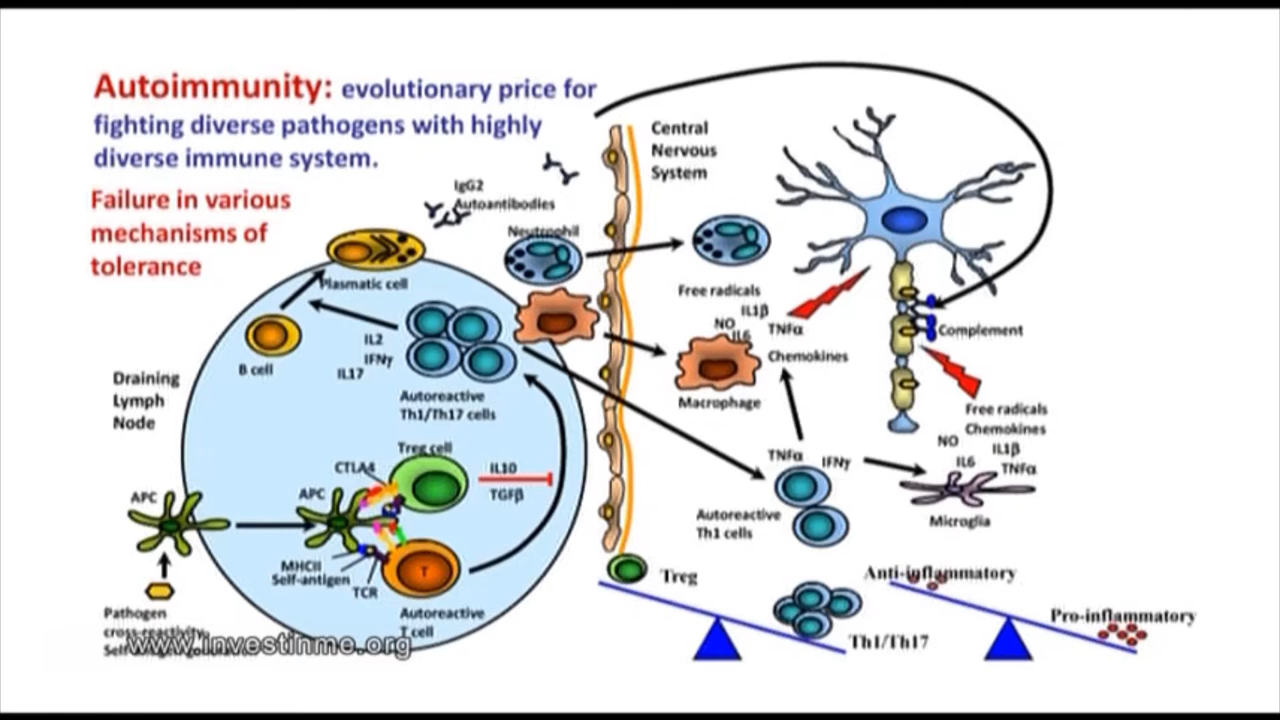 Autoimmunity: evolutionary price for
fighting diverse pathogens with highly
diverse immune system.
Failure in various
mechanisms of
tolerance
IgG2
Autoantibodies
Neutrophil
Plasmatic cell
B cell
IL2
IFNγ
IL17
Autoreactive
Th1/Th17 cells
Draining
Lymph
Node
Treg cell
CTLA4
IL10
TGFβ
APC
APC
MHCII
Self-antigen
TCR
T
Autoreactive
T cell
Pathogen
cross-reactivity
www.investinme.org
Central
Nervous
System
Free radicals
IL1β
NO
TNFα
IL6
Chemokines
Macrophage
Complement
Free radicals
Chemokines
NO
IL1β
IL6
TNFα
TNFα
IFNγ
Autoreactive
Th1 cells
Microglia
Treg
Th1/Th17
Anti-inflammatory
Pro-inflammatory